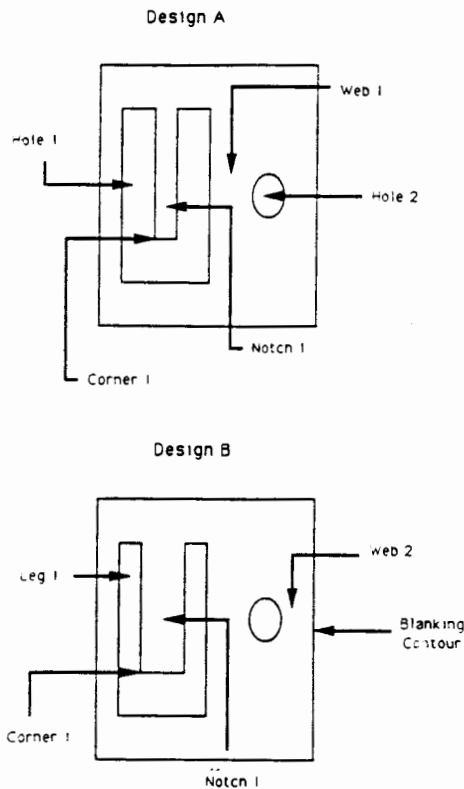 Design A
Web 1
Hole 1
Hole 2
Notch 1
Corner 1
Design B
Web 2
Leg 1
Blanking
Contour
Corner 1
Notch 1